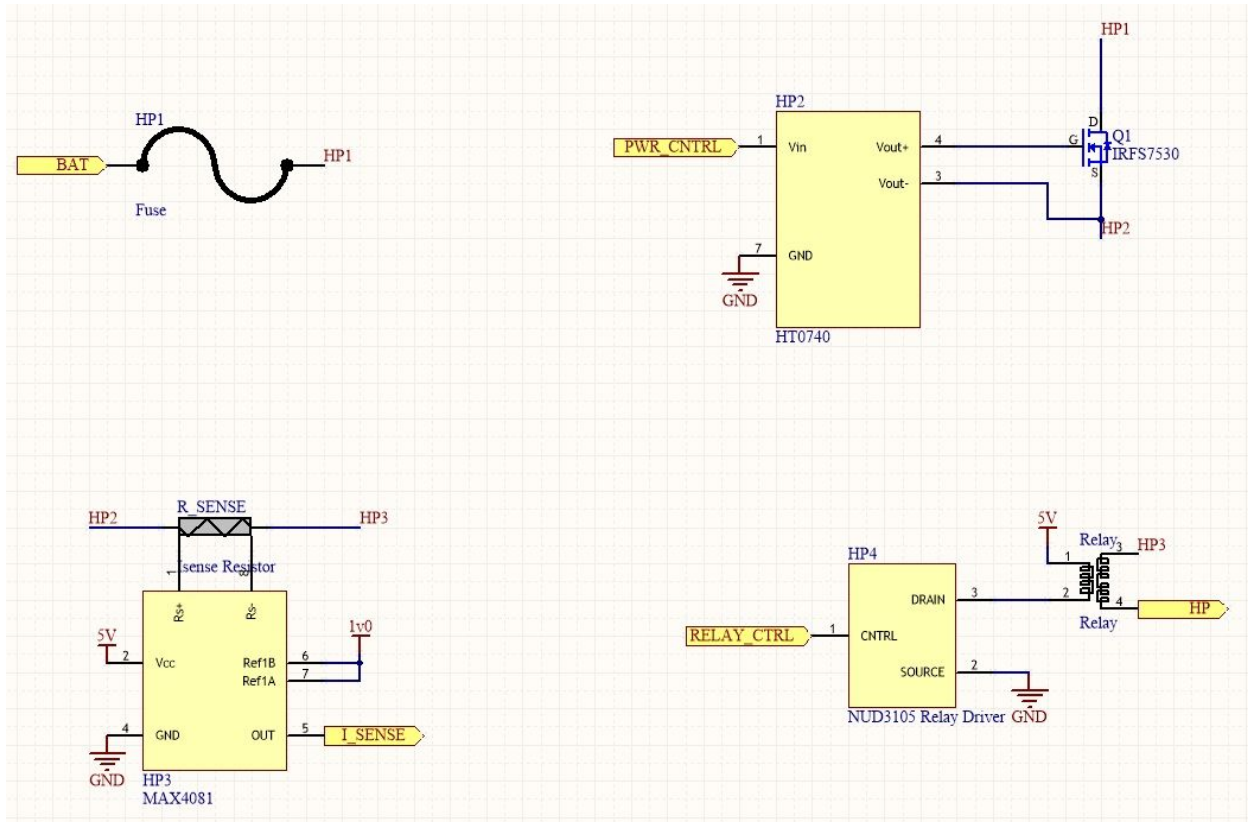 HP1
BAT
HP1
Fuse
HP1
HP2
D
Q1
PWR_CNTRL
1
Vin
Vout+
4
G
IRFS7530
S
Vout-
3
HP2
7
GND
GND
HT0740
R_SENSE
HP2
HP3
Isense Resistor
1
8
Rs+
Rs-
5V
2
Vcc
1v0
Ref1B
6
Ref1A
7
4
GND
OUT
5
I_SENSE
GND
HP3
MAX4081
5V
Relay
3
HP3
HP4
1
DRAIN
3
2
4
HP
Relay
RELAY_CTRL
1
CNTRL
SOURCE
2
NUD3105 Relay Driver
GND